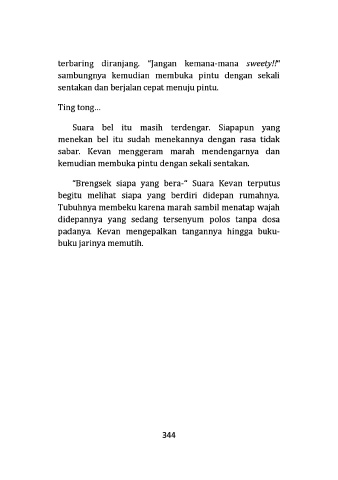 terbaring diranjang. "Jangan kemana-mana sweety!!"
sambungnya kemudian membuka pintu dengan sekali
sentakan dan berjalan cepat menuju pintu.
Ting tong...
Suara bel itu masih terdengar. Siapapun yang
menekan bel itu sudah menekannya dengan rasa tidak
sabar. Kevan menggeram marah mendengarnya dan
kemudian membuka pintu dengan sekali sentakan.
"Brengsek siapa yang bera-" Suara Kevan terputus
begitu melihat siapa yang berdiri didepan rumahnya.
Tubuhnya membeku karena marah sambil menatap wajah
didepannya yang sedang tersenyum polos tanpa dosa
padanya. Kevan mengepalkan tangannya hingga buku-
buku jarinya memutih.
344